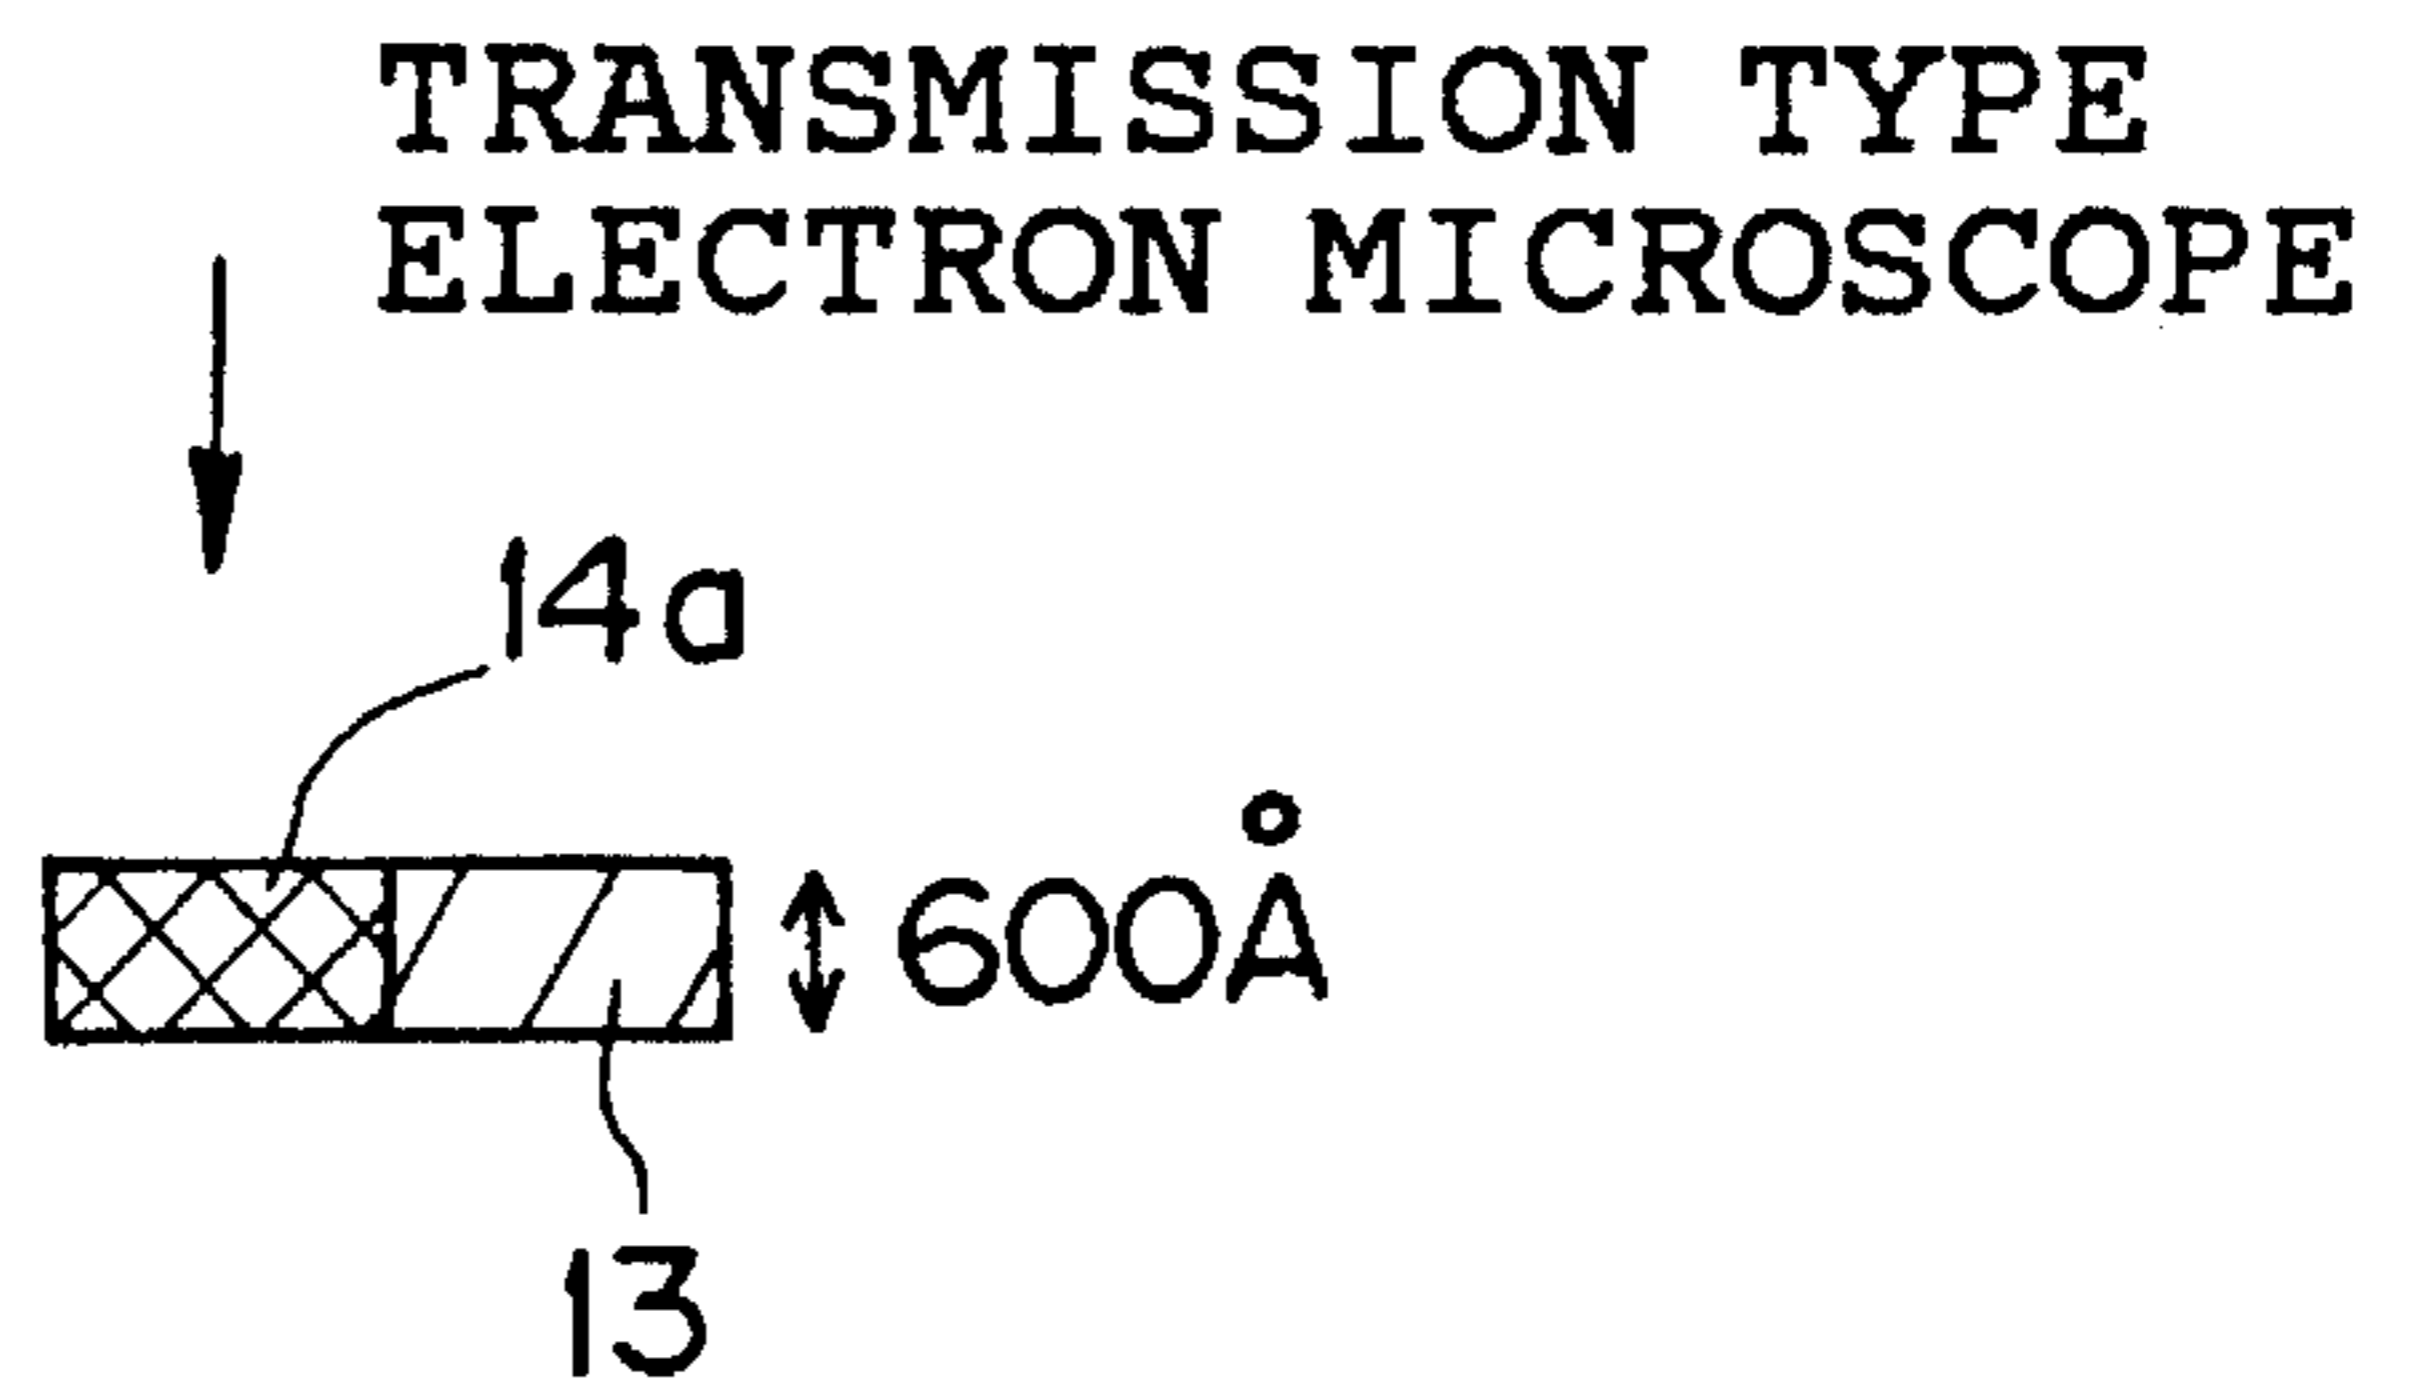 TRANSMISSION TYPE
ELECTRON MICROSCOPE
14a
600Å
13